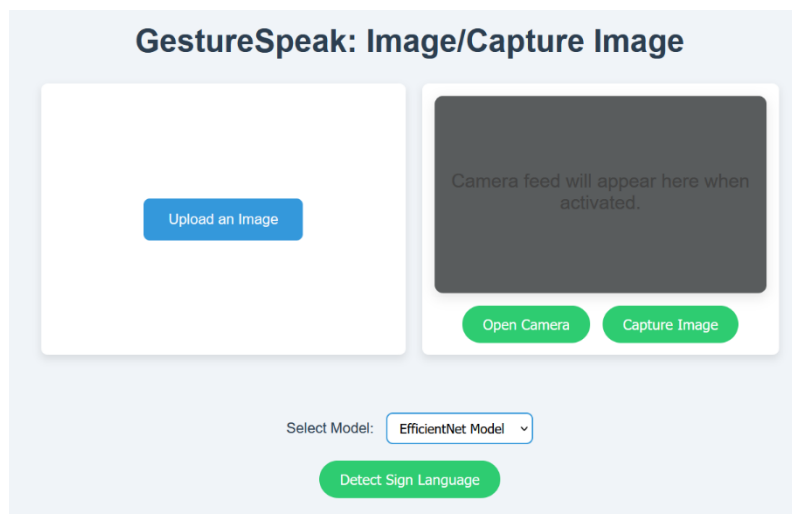 GestureSpeak: Image/Capture Image
Upload an Image
Camera feed will appear here when
activated.
Open Camera
Capture Image
Select Model:
EfficientNet Model
Detect Sign Language